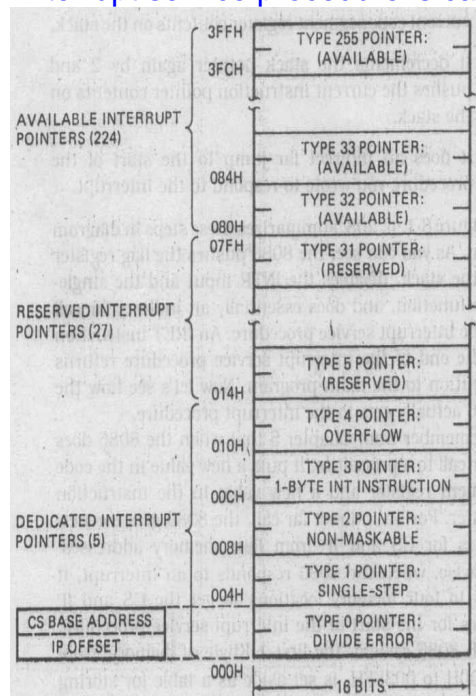 3FFH
TYPE 255 POINTER:
(AVAILABLE)
3FCH
AVAILABLE INTERRUPT
POINTERS (224)
TYPE 33 POINTER:
(AVAILABLE)
084H
TYPE 32 POINTER:
(AVAILABLE)
080H
07FH
TYPE 31 POINTER:
(RESERVED)
RESERVED INTERRUPT
POINTERS (27)
TYPE 5 POINTER:
(RESERVED)
014H
TYPE 4 POINTER:
OVERFLOW
010H
TYPE 3 POINTER:
1-BYTE INT INSTRUCTION
00CH
DEDICATED INTERRUPT
POINTERS (5)
TYPE 2 POINTER:
NON-MASKABLE
008H
TYPE 1 POINTER:
SINGLE-STEP
004H
CS BASE ADDRESS
IP OFFSET
TYPE 0 POINTER:
DIVIDE ERROR
000H
16 BITS